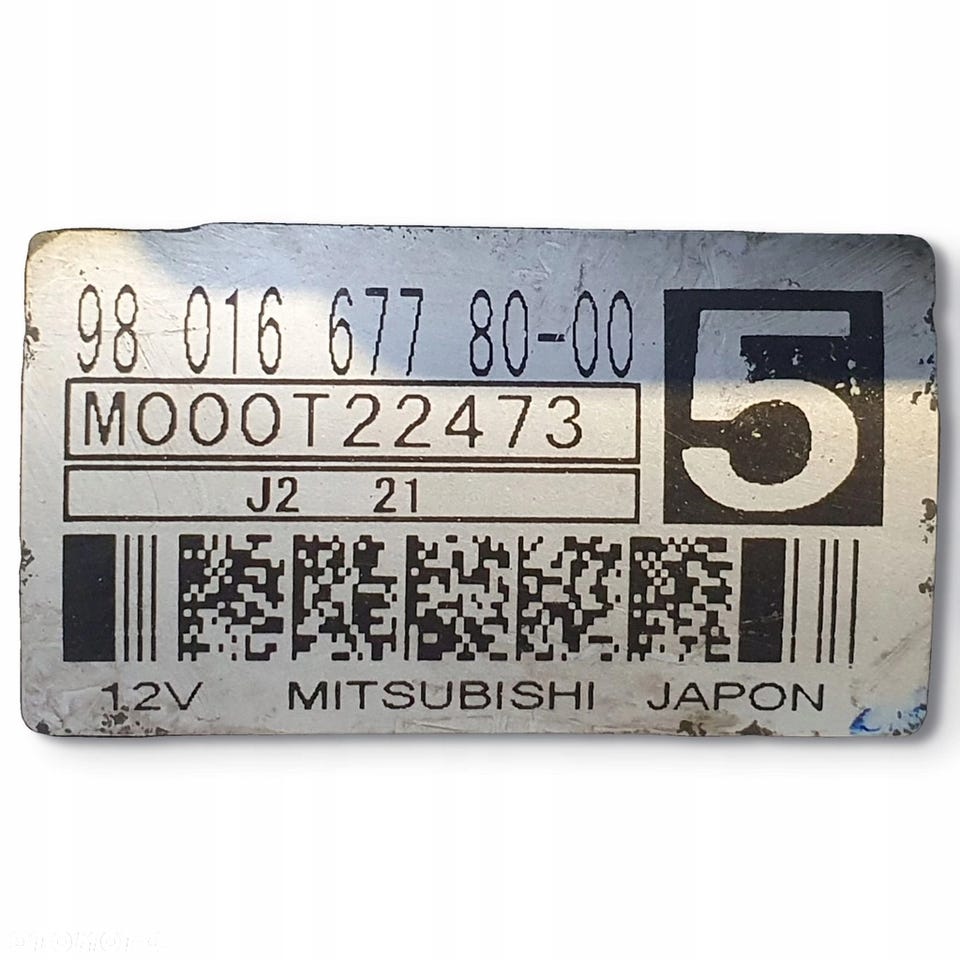 98 016 677 80-00
5
M000T22473
J2 21
12V MITSUBISHI JAPON